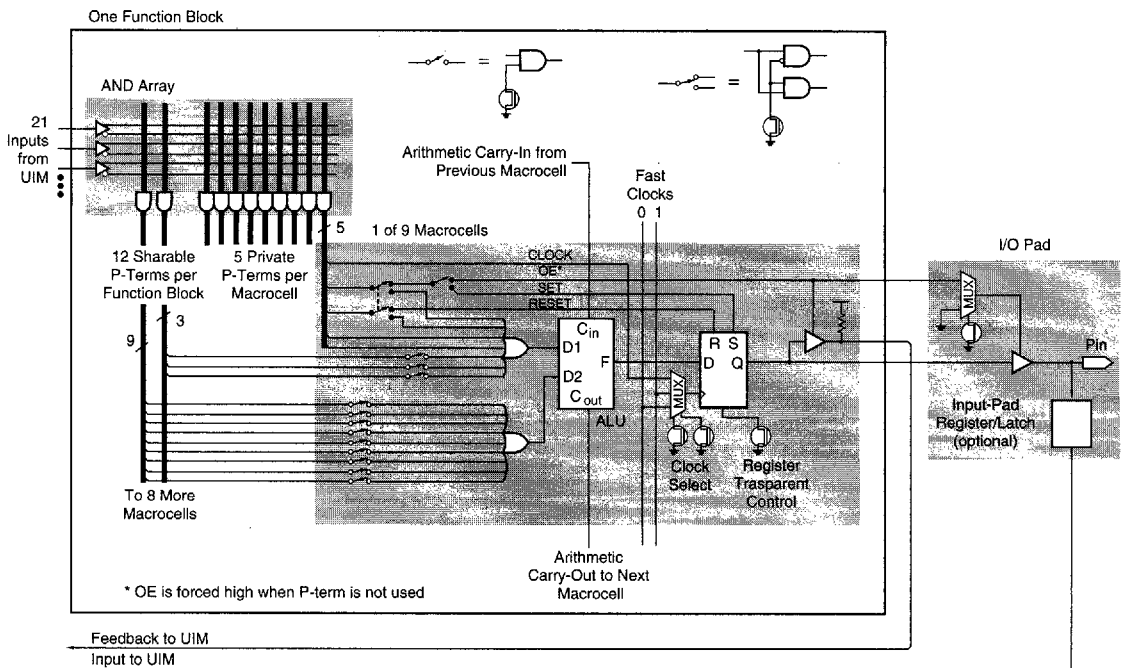 One Function Block
AND Array
21
Inputs
from
UIM
=
=
Arithmetic Carry-In from
Previous Macrocell
Fast
Clocks
0 1
5
1 of 9 Macrocells
I/O Pad
12 Sharable
P-Terms per
Function Block
5 Private
P-Terms per
Macrocell
CLOCK
OE*
SET
RESET
MUX
3
9
Cin
D1
D2
F
Cout
ALU
R S
D Q
MUX
Pin
Input-Pad
Register/Latch
(optional)
Clock
Select
Register
Trasparent
Control
To 8 More
Macrocells
Arithmetic
Carry-Out to Next
Macrocell
* OE is forced high when P-term is not used
Feedback to UIM
Input to UIM